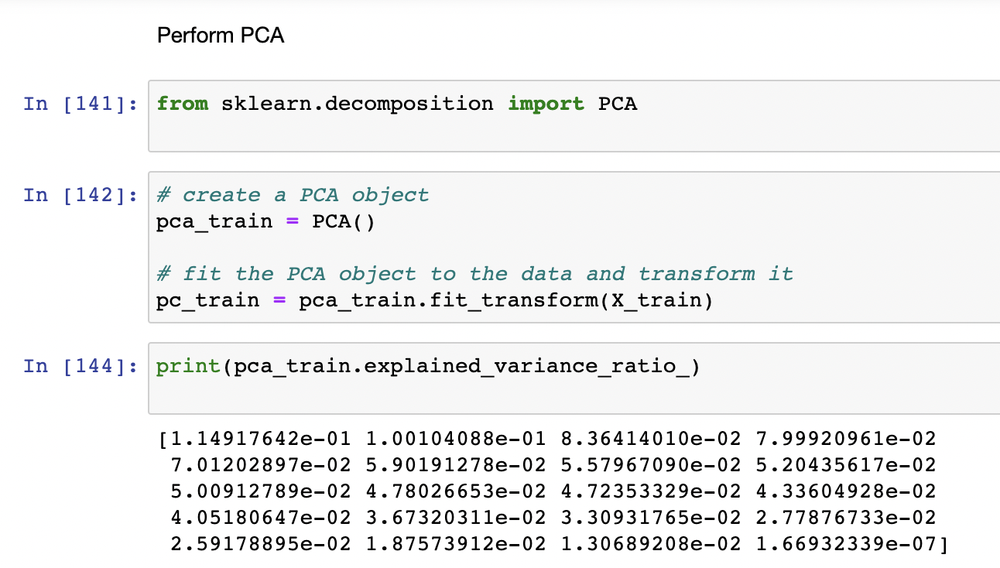 Perform PCA
In [141]: from sklearn.decomposition import PCA
In [142]: # create a PCA object
pca_train = PCA()
# fit the PCA object to the data and transform it
pc_train = pca_train.fit_transform(X_train)
In [144]: print(pca_train.explained_variance_ratio_)
[1.14917642e-01 1.00104088e-01 8.36414010e-02 7.99920961e-02
7.01202897e-02 5.90191278e-02 5.57967090e-02 5.20435617e-02
5.00912789e-02 4.78026653e-02 4.72353329e-02 4.33604928e-02
4.05180647e-02 3.67320311e-02 3.30931765e-02 2.77876733e-02
2.59178895e-02 1.87573912e-02 1.30689208e-02 1.66932339e-07]